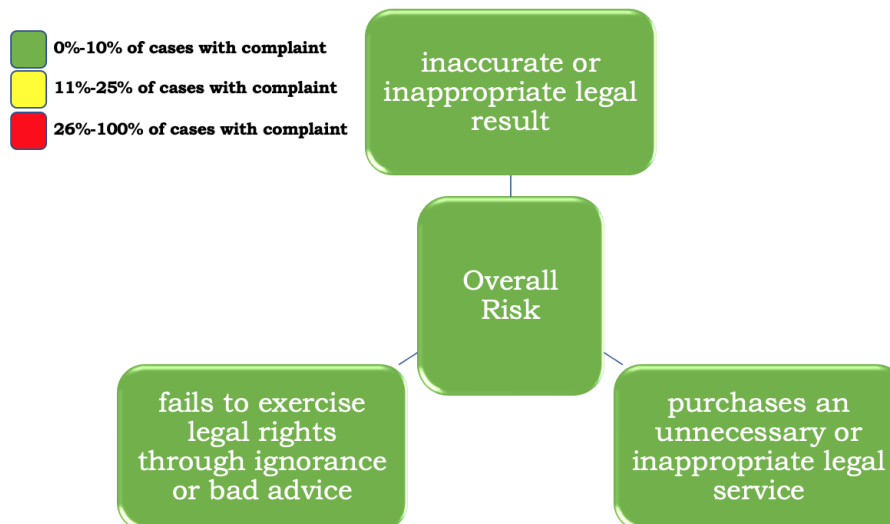 0%-10% of cases with complaint
11%-25% of cases with complaint
26%-100% of cases with complaint
inaccurate or
inappropriate legal
result
Overall
Risk
fails to exercise
legal rights
through ignorance
or bad advice
purchases an
unnecessary or
inappropriate legal
service